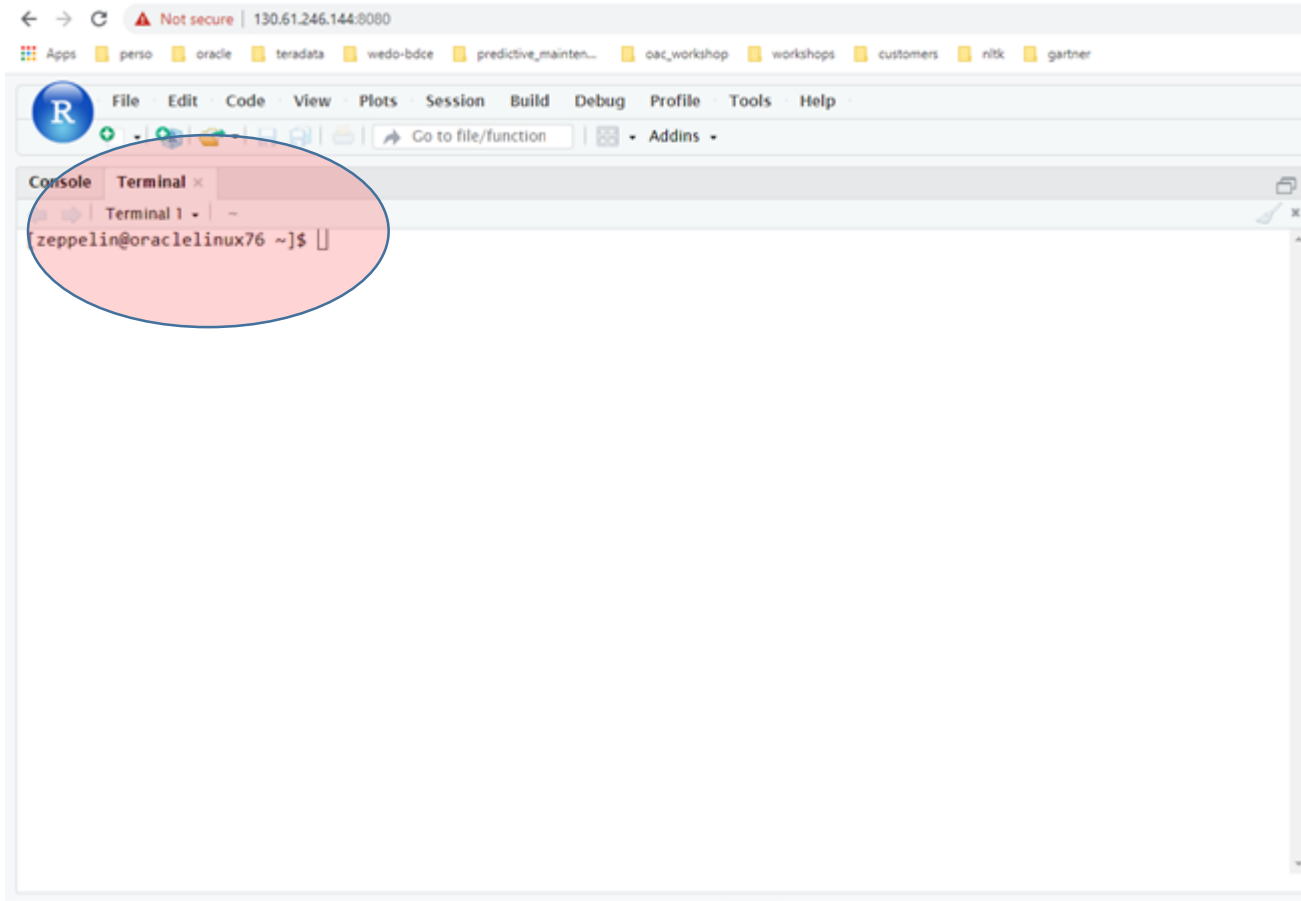 Not secure | 130.61.246.144:8080
Apps perso oracle teradata wedo-bdce predictive_mainten... oac_workshop workshops customers nltk gartner
R File Edit Code View Plots Session Build Debug Profile Tools Help
Go to file/function Addins
Console Terminal ×
Terminal 1 ~
[zeppelin@oraclelinux76 ~]$